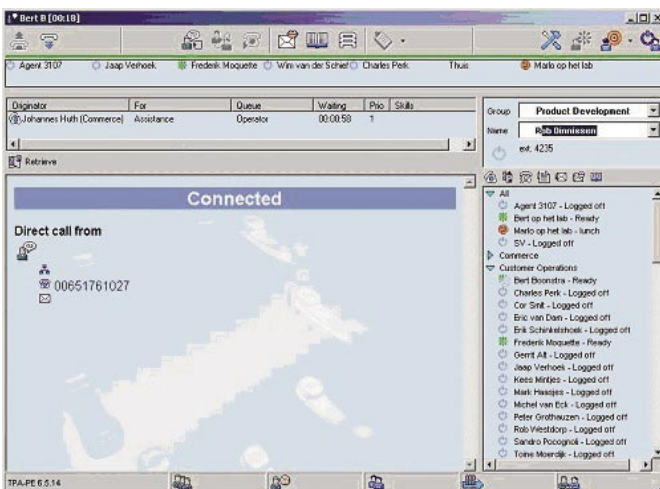 Bert B [00:18]
Agent 3107 Jaap Verhoek Frederik Moquette Wim van der Schief Charles Perk Thuis Marlo op het lab
Originator For Queue Waiting Prio Skills
Johannes Huth (Commerce) Assistance Operator 00:00:58 1
Retrieve
Group Product Development
Name Rob Dinnissen
ext. 4235
Connected
Direct call from
00651761027
All
Agent 3107 - Logged off
Bert op het lab - Ready
Marlo op het lab - lunch
SV - Logged off
Commerce
Customer Operations
Bert Boonstra - Ready
Charles Perk - Logged off
Cor Smit - Logged off
Eric van Dam - Logged off
Erik Schinkelshoek - Logged off
Frederik Moquette - Ready
Gerrit Alt - Logged off
Jaap Verhoek - Logged off
Kees Mintjes - Logged off
Mark Haasjes - Logged off
Michel van Eck - Logged off
Peter Grothauzen - Logged off
Rob Westdorp - Logged off
Sandro Pocognoli - Logged off
Toine Moerdijk - Logged off
TPA-PE 6.5.14